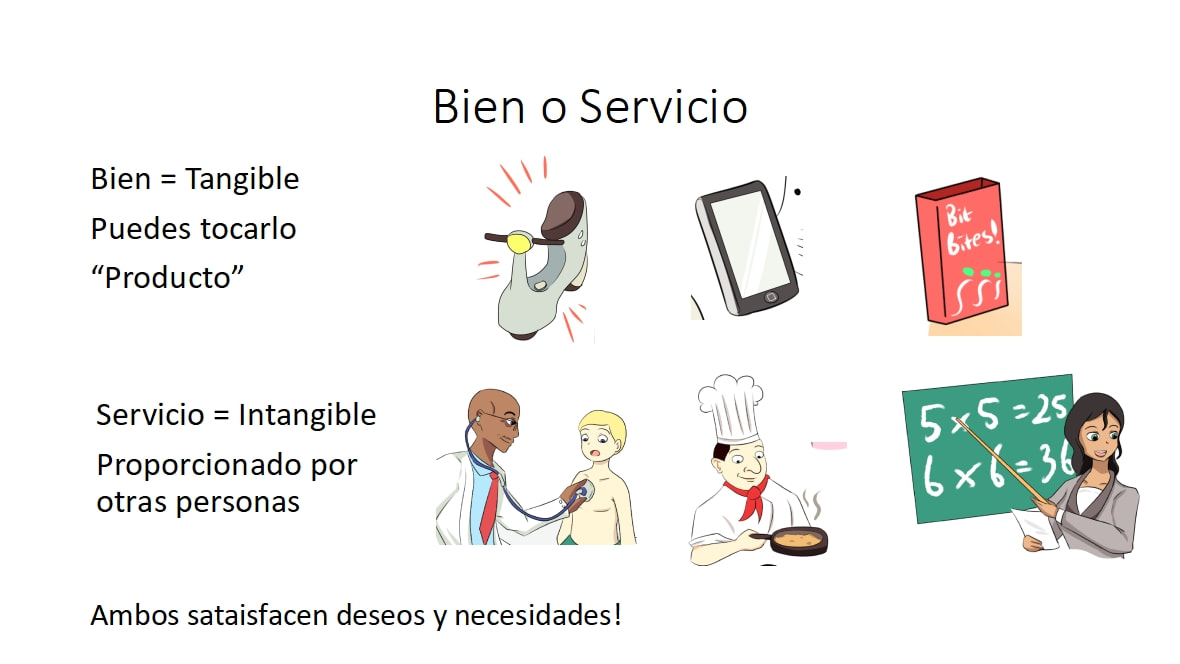 Bien o Servicio
Bien = Tangible
Puedes tocarlo
“Producto”
Bit
Bites!
Servicio = Intangible
Proporcionado por
otras personas
5 x 5 = 25
6 x 6 = 36
Ambos sataisfacen deseos y necesidades!